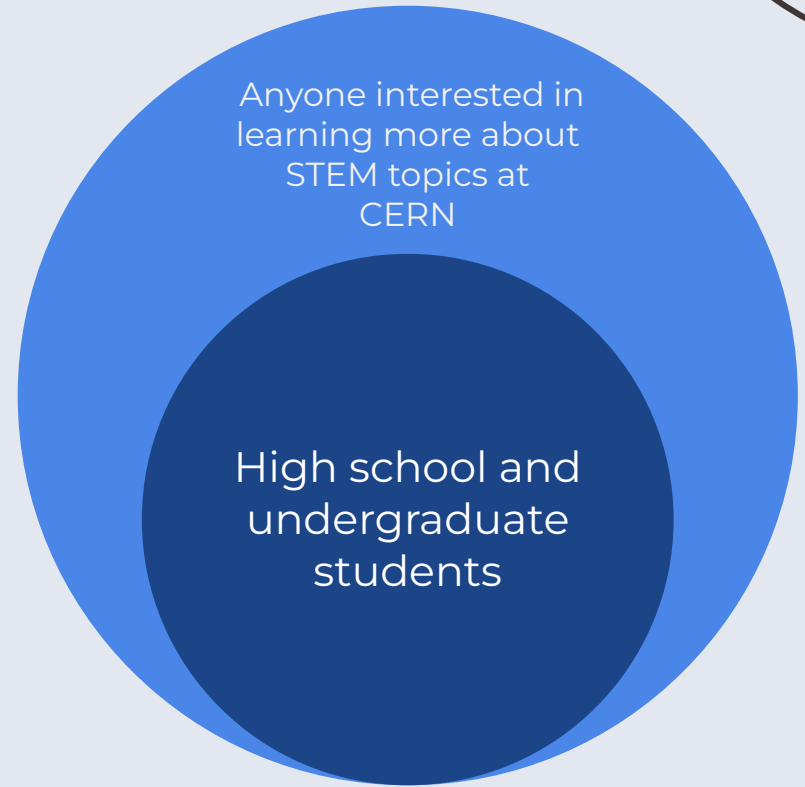 Anyone interested in
learning more about
STEM topics at
CERN
High school and
undergraduate
students